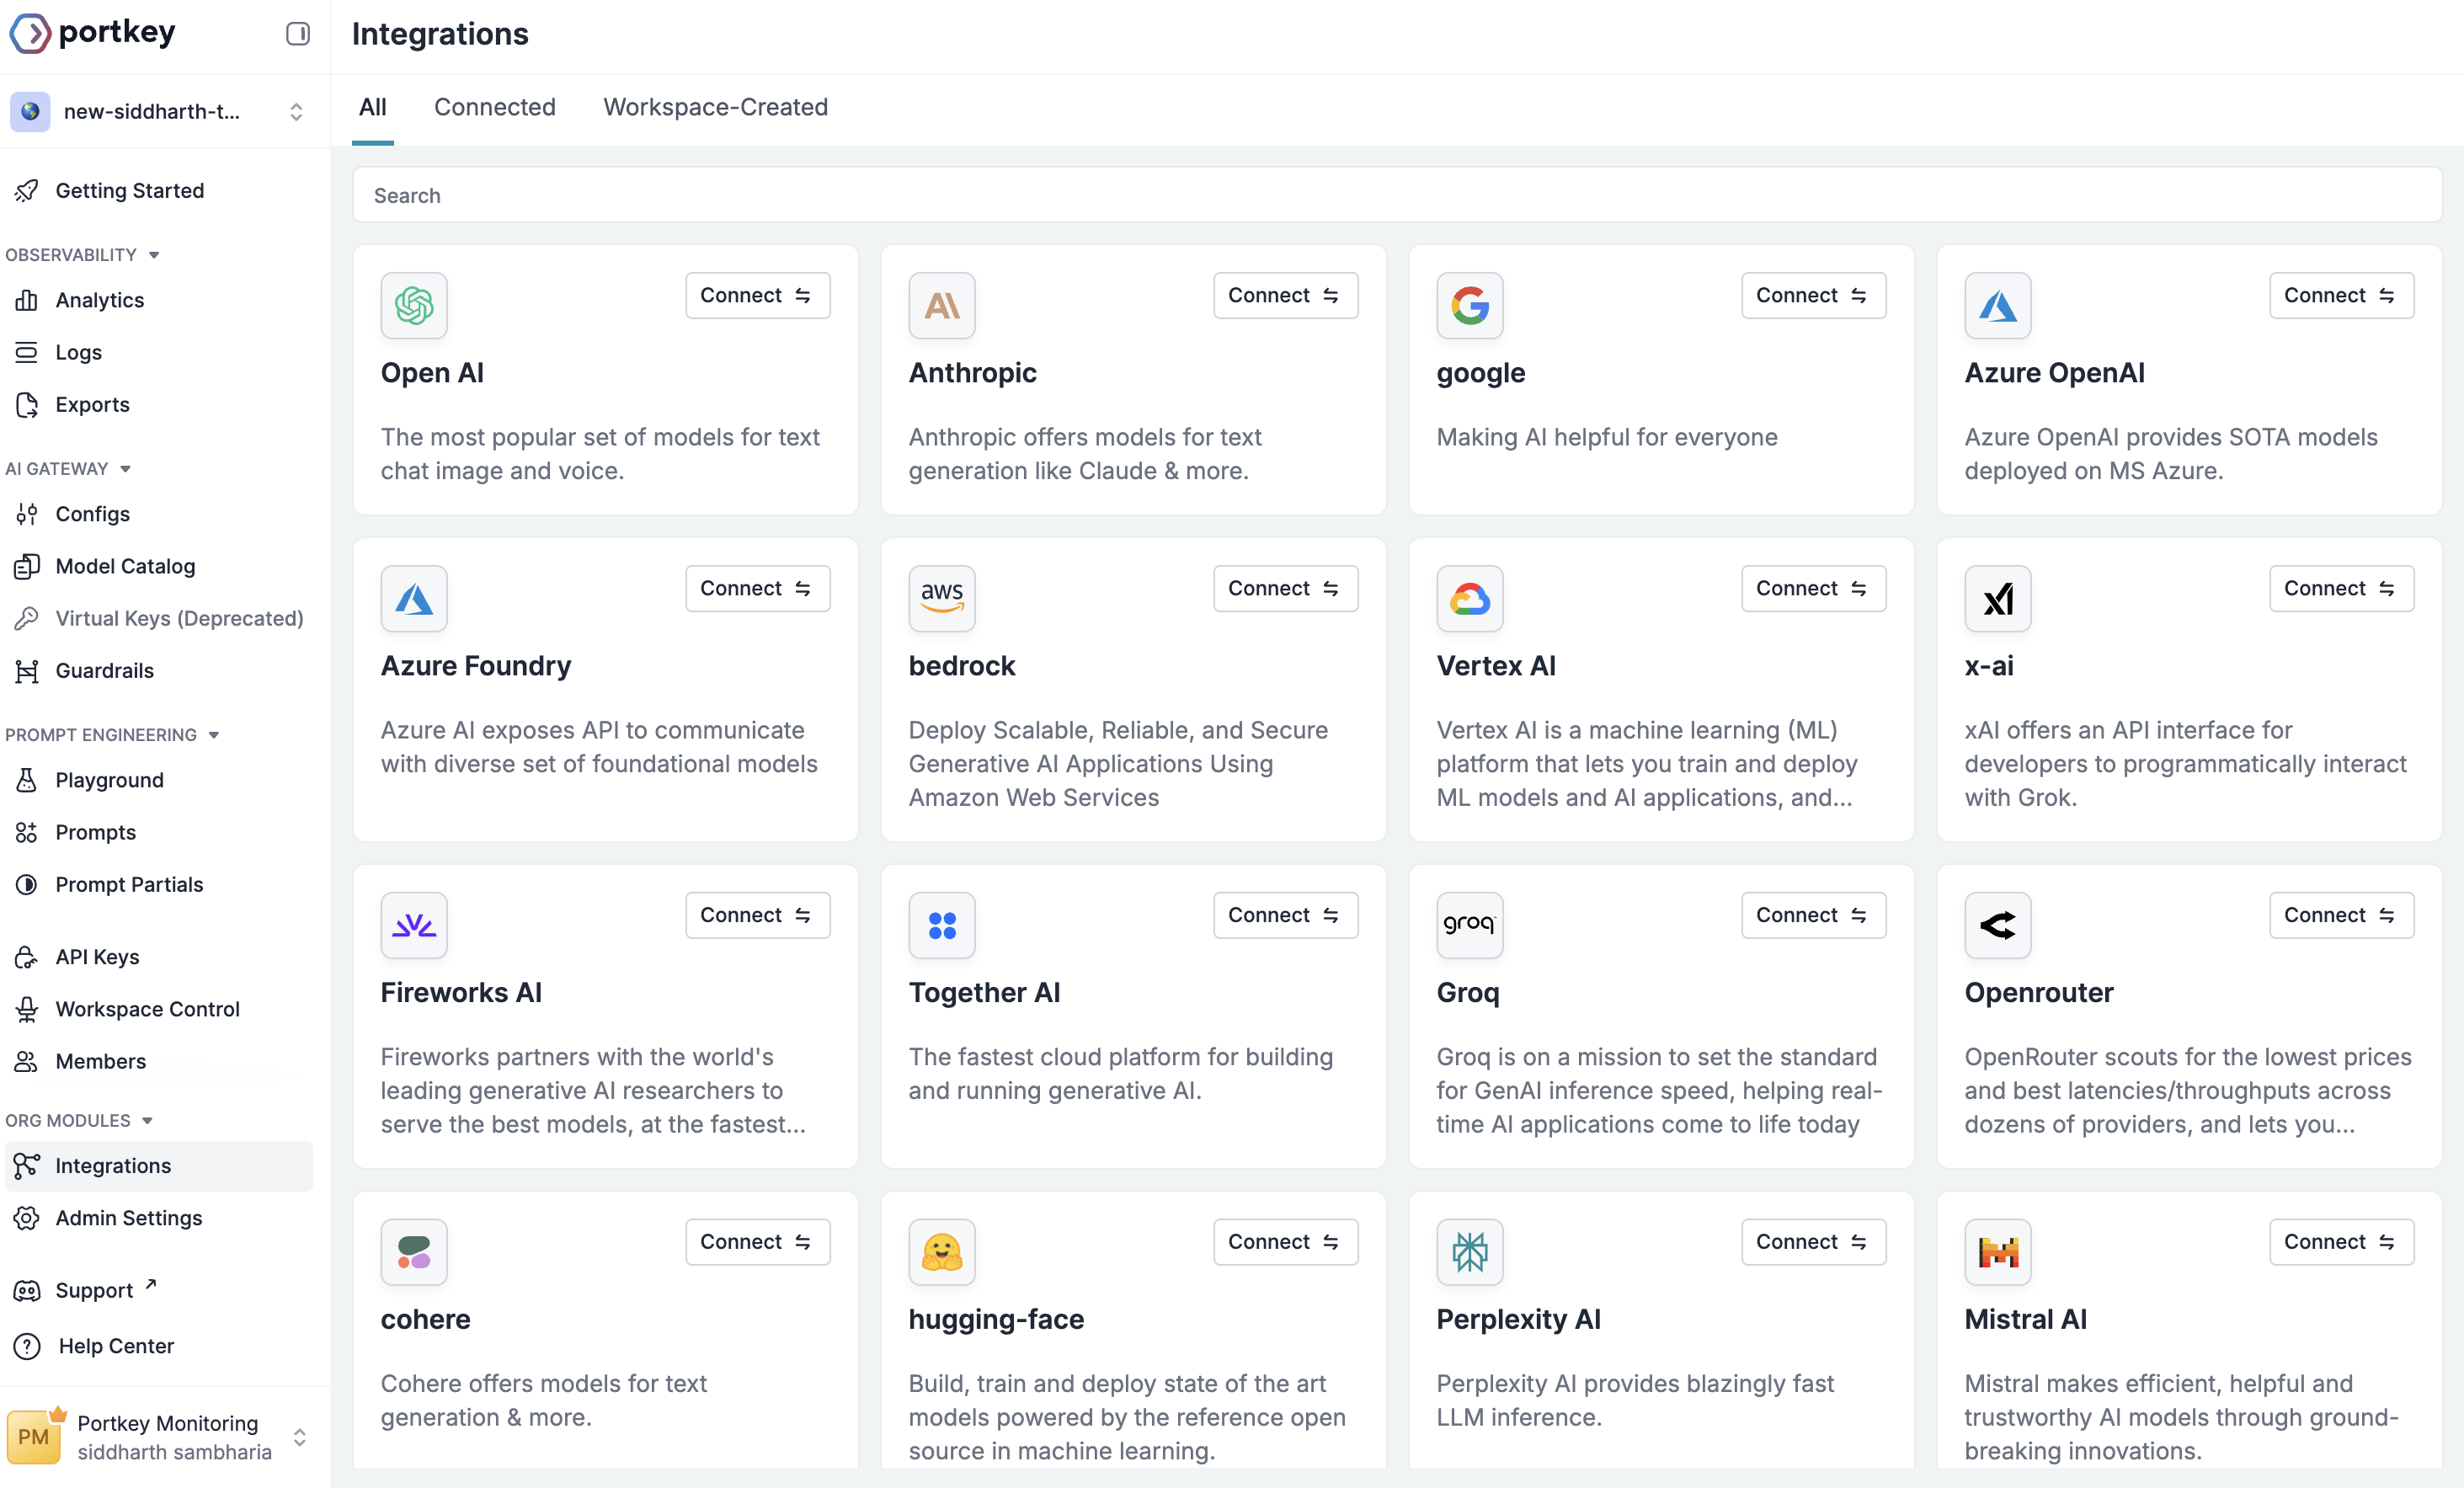 portkey
new-siddharth-t...
Getting Started
OBSERVABILITY
Analytics
Logs
Exports
AI GATEWAY
Configs
Model Catalog
Virtual Keys (Deprecated)
Guardrails
PROMPT ENGINEERING
Playground
Prompts
Prompt Partials
API Keys
Workspace Control
Members
ORG MODULES
Integrations
Admin Settings
Support
Help Center
PM
Portkey Monitoring
siddharth sambharia
Integrations
All
Connected
Workspace-Created
Search
Connect
Open AI
The most popular set of models for text
chat image and voice.
Connect
Anthropic
Anthropic offers models for text
generation like Claude & more.
Connect
google
Making AI helpful for everyone
Connect
Azure OpenAI
Azure OpenAI provides SOTA models
deployed on MS Azure.
Connect
Azure Foundry
Azure AI exposes API to communicate
with diverse set of foundational models
aws
Connect
bedrock
Deploy Scalable, Reliable, and Secure
Generative AI Applications Using
Amazon Web Services
Connect
Vertex AI
Vertex AI is a machine learning (ML)
platform that lets you train and deploy
ML models and AI applications, and...
Connect
x-ai
xAI offers an API interface for
developers to programmatically interact
with Grok.
Connect
Fireworks AI
Fireworks partners with the world's
leading generative AI researchers to
serve the best models, at the fastest...
Connect
Together AI
The fastest cloud platform for building
and running generative AI.
groq
Connect
Groq
Groq is on a mission to set the standard
for GenAI inference speed, helping real-
time AI applications come to life today
Connect
Openrouter
OpenRouter scouts for the lowest prices
and best latencies/throughputs across
dozens of providers, and lets you...
Connect
cohere
Cohere offers models for text
generation & more.
Connect
hugging-face
Build, train and deploy state of the art
models powered by the reference open
source in machine learning.
Connect
Perplexity AI
Perplexity AI provides blazingly fast
LLM inference.
Connect
Mistral AI
Mistral makes efficient, helpful and
trustworthy AI models through ground-
breaking innovations.